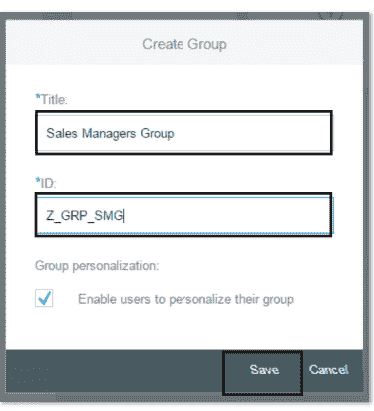 Create Group
*Title:
Sales Managers Group
*ID:
Z_GRP_SMG
Group personalization:
Enable users to personalize their group
Save Cancel